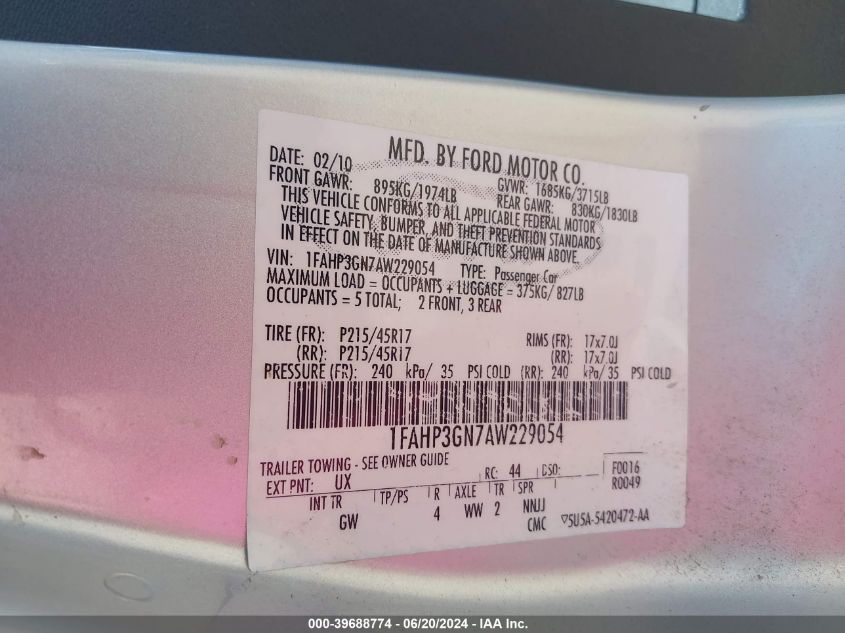 MFD. BY FORD MOTOR CO.
DATE: 02/10 GVWR: 1685KG/3715LB
FRONT GAWR: 895KG/1974LB REAR GAWR: 830KG/1830LB
THIS VEHICLE CONFORMS TO ALL APPLICABLE FEDERAL MOTOR
VEHICLE SAFETY, BUMPER, AND THEFT PREVENTION STANDARDS
IN EFFECT ON THE DATE OF MANUFACTURE SHOWN ABOVE.
VIN: 1FAHP3GN7AW229054 TYPE: Passenger Car
MAXIMUM LOAD = OCCUPANTS + LUGGAGE = 375KG/ 827LB
OCCUPANTS = 5 TOTAL; 2 FRONT, 3 REAR
TIRE (FR): P215/45R17 RIMS (FR): 17x7.0J
(RR): P215/45R17 (RR): 17x7.0J
PRESSURE (FR): 240 kPa/ 35 PSI COLD (RR): 240 kPa/ 35 PSI COLD
1FAHP3GN7AW229054
TRAILER TOWING - SEE OWNER GUIDE
EXT PNT: UX RC: 44 DSO: F0016
R0049
INT TR TP/PS R AXLE TR SPR
GW 4 WW 2 NNJJ
CMC 5U5A-5420472-AA
000-39688774 / 06/20/2024 - IAA Inc.